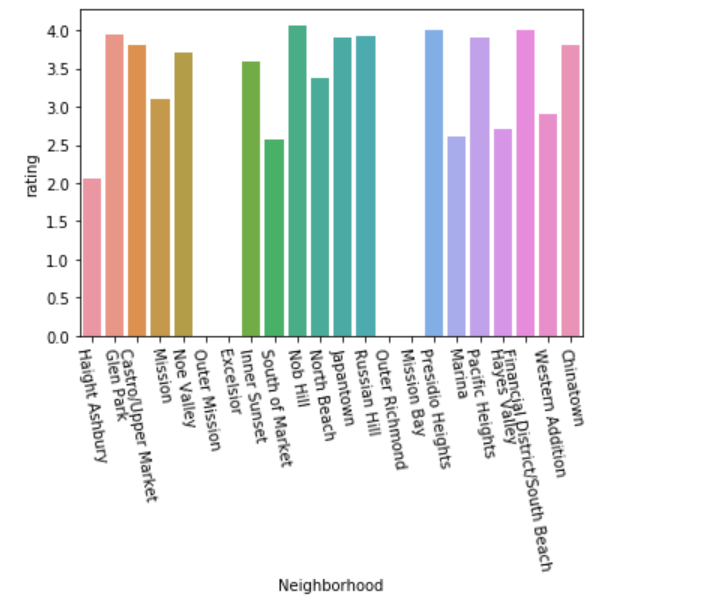 4.0
3.5
3.0
2.5
2.0
1.5
1.0
0.5
0.0
rating
Haight Ashbury
Glen Park
Castro/Upper Market
Mission
Noe Valley
Outer Mission
Excelsior
Inner Sunset
South of Market
Nob Hill
North Beach
Japantown
Russian Hill
Outer Richmond
Mission Bay
Presidio Heights
Marina
Pacific Heights
Hayes Valley
Financial District/South Beach
Western Addition
Chinatown
Neighborhood